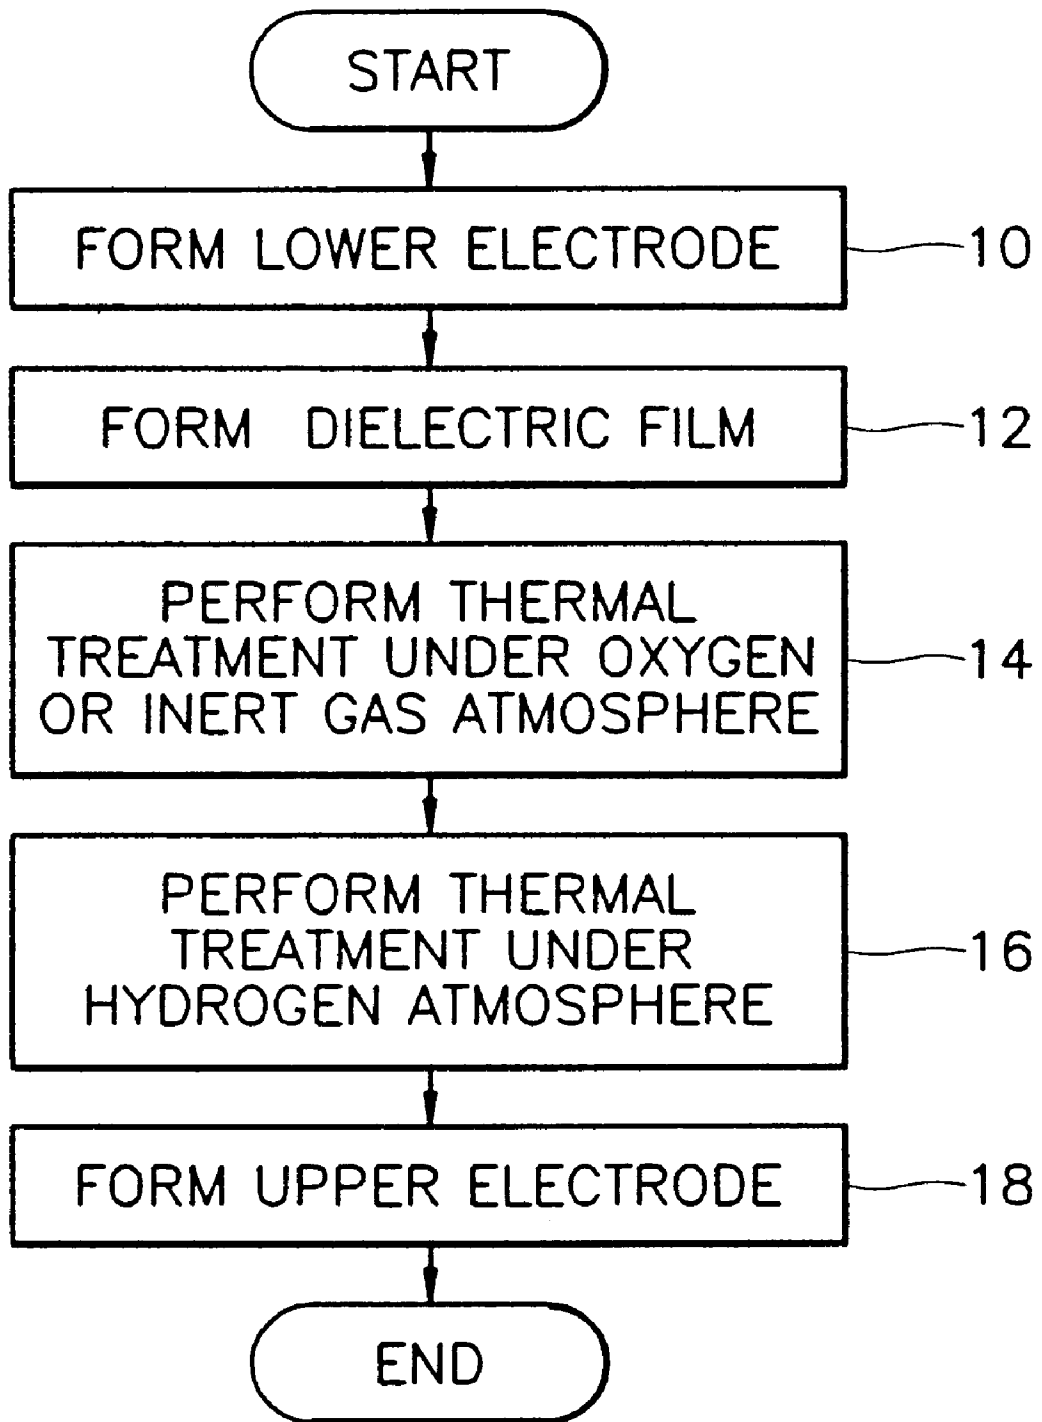 START
FORM LOWER ELECTRODE
10
FORM DIELECTRIC FILM
12
PERFORM THERMAL
TREATMENT UNDER OXYGEN
OR INERT GAS ATMOSPHERE
14
PERFORM THERMAL
TREATMENT UNDER
HYDROGEN ATMOSPHERE
16
FORM UPPER ELECTRODE
18
END